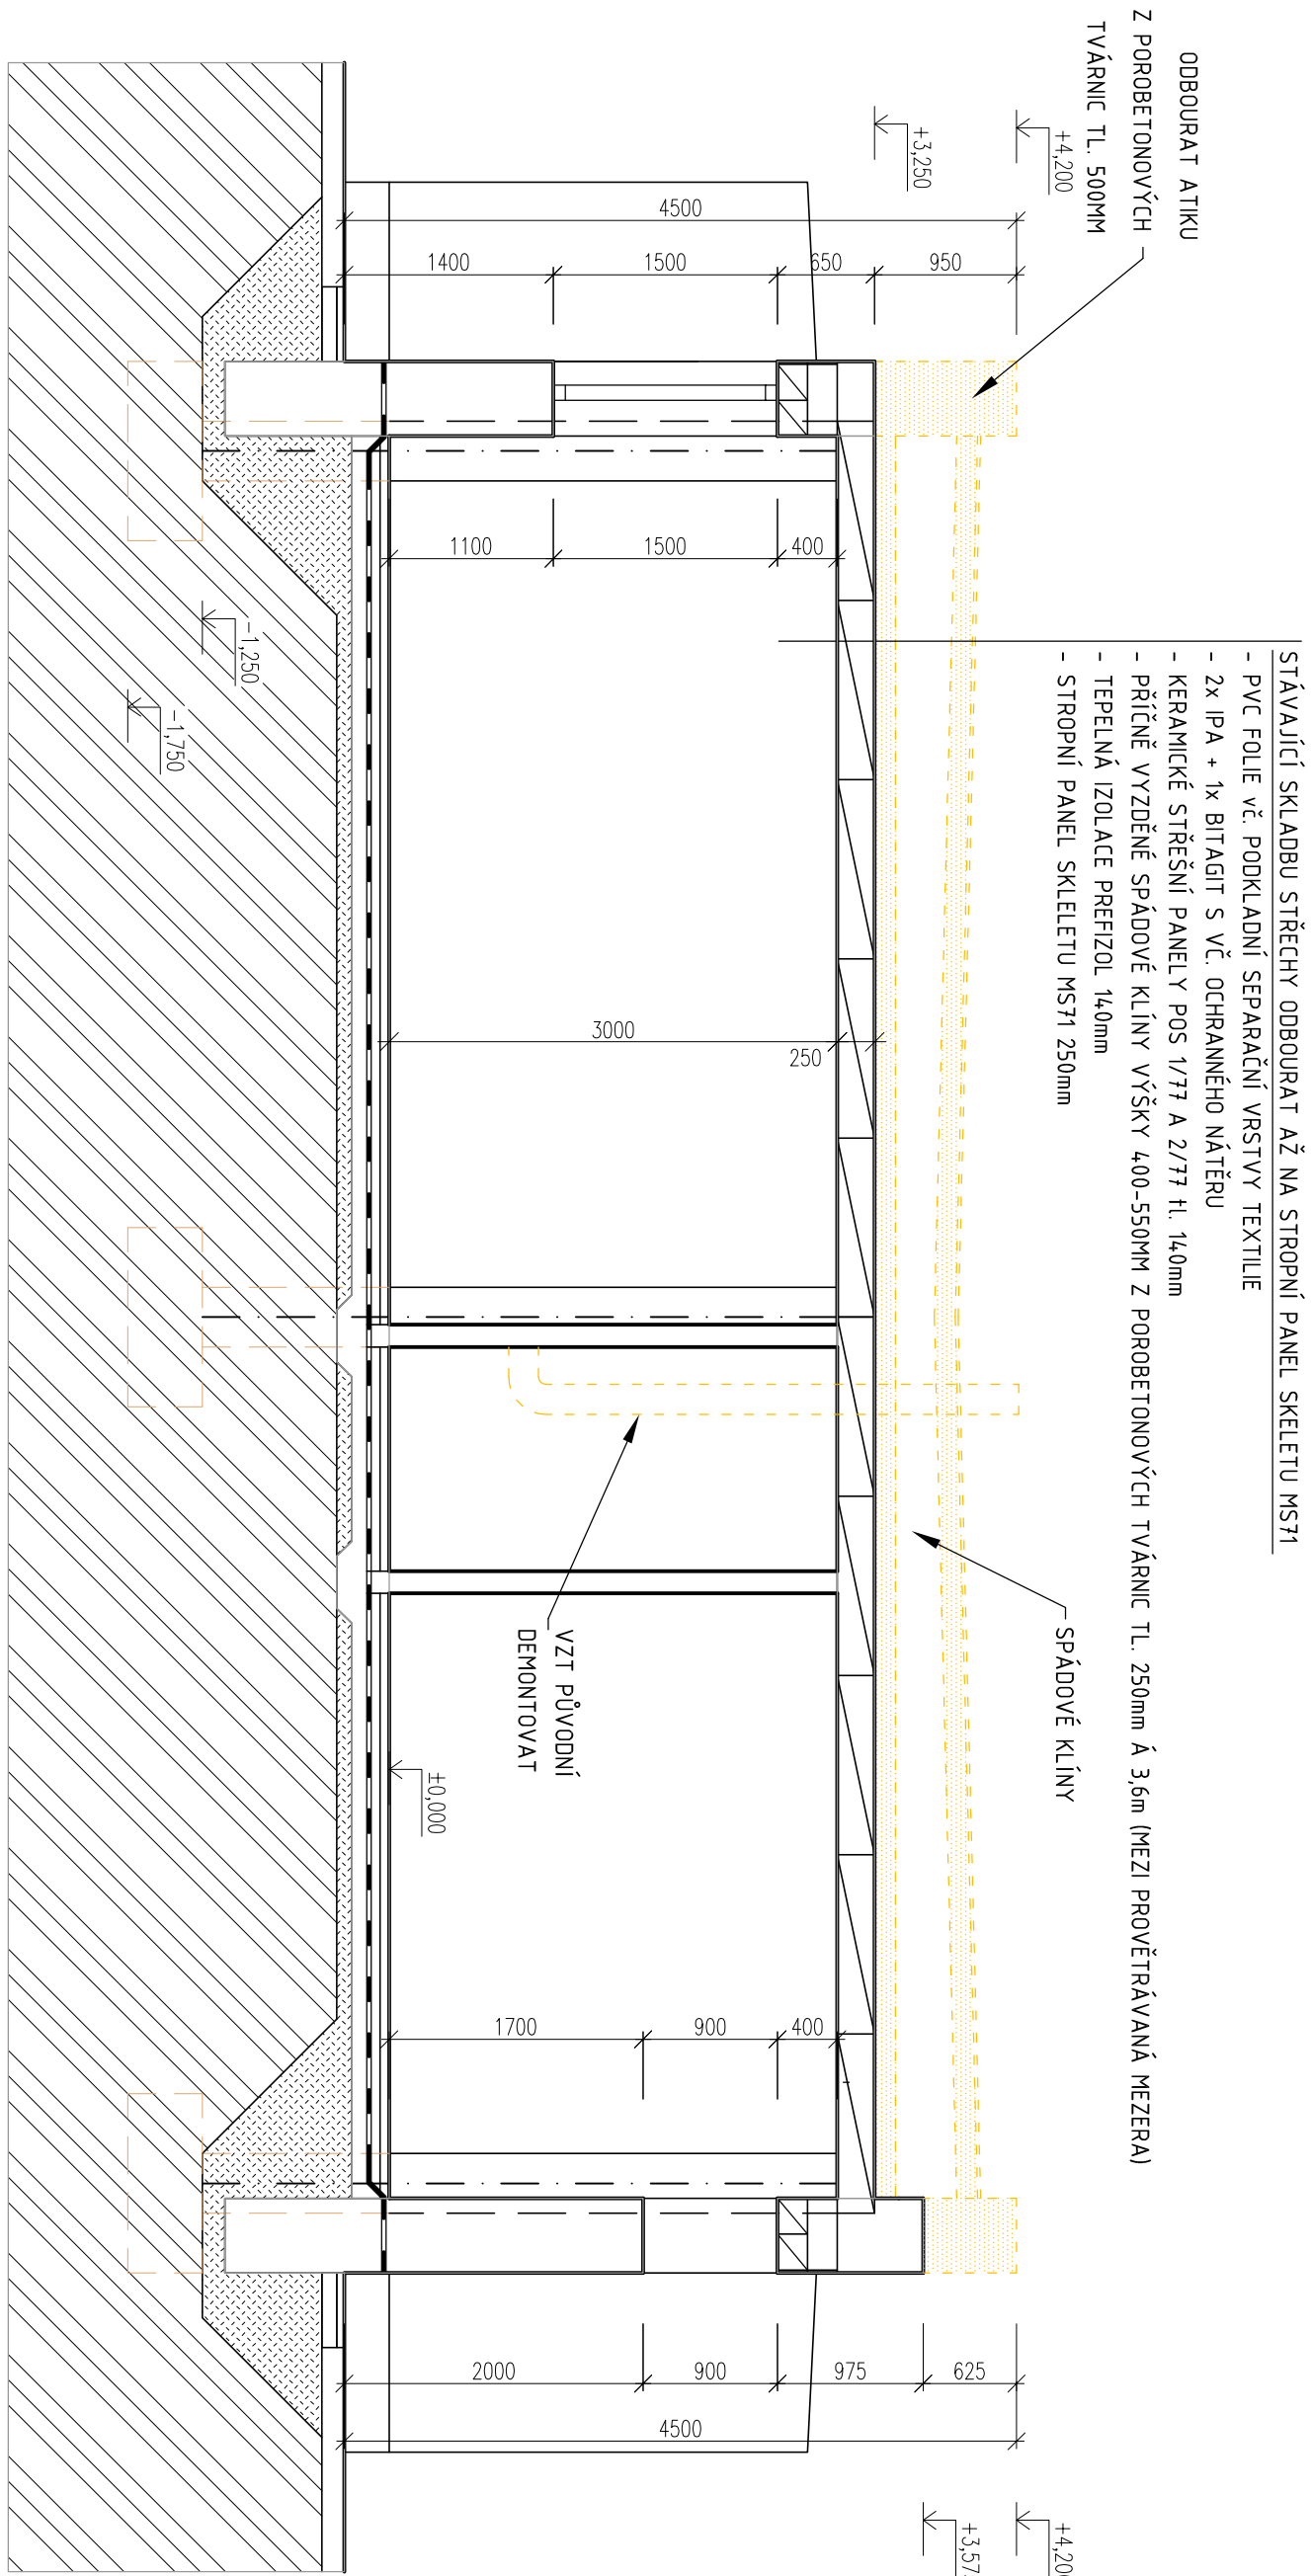 STÁVAJÍCÍ SKLADBU STŘECHY ODBOURAT AŽ NA STROPNÍ PANEL SKELETU MS71
- PVC FOLIE vč. PODKLADNÍ SEPARAČNÍ VRSTVY TEXTILIE
- 2x IPA + 1x BITAGIT S VČ. OCHRANNÉHO NÁTĚRU
- KERAMICKÉ STŘEŠNÍ PANELY POS 1/77 A 2/77 tl. 140mm
- PŘÍČNĚ VYZDĚNÉ SPÁDOVÉ KLÍNY VÝŠKY 400-550MM Z POROBETONOVÝCH TVÁRNIC TL. 250mm Á 3,6m (MEZI PROVĚTRÁVANÁ MEZERA)
- TEPELNÁ IZOLACE PREFIZOL 140mm
- STROPNÍ PANEL SKLELETU MS71 250mm
ODBOURAT ATIKU
Z POROBETONOVÝCH
TVÁRNIC TL. 500MM
SPÁDOVÉ KLÍNY
+4,200
+3,250
+4,20
+3,57
4500
1400
1500
650
950
1100
1500
400
3000
250
1700
900
400
2000
900
975
625
4500
VZT PŮVODNÍ
DEMONTOVAT
±0,000
-1,250
-1,750